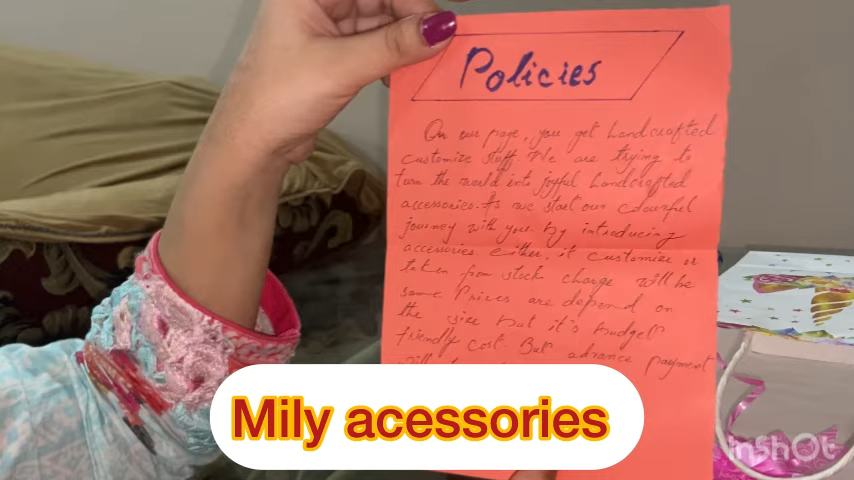 Policies
On our page, you get handcrafted
customize stuff. We are trying to
turn the world into joyful handcrafted
accessories. As we start our colourful
journey with you by introducing
accessories either, it customize or
taken from stock charge will be
same. Prices are depend on
the size but it's budget
friendly cost. But advance payment
Mily acessories
InShOt